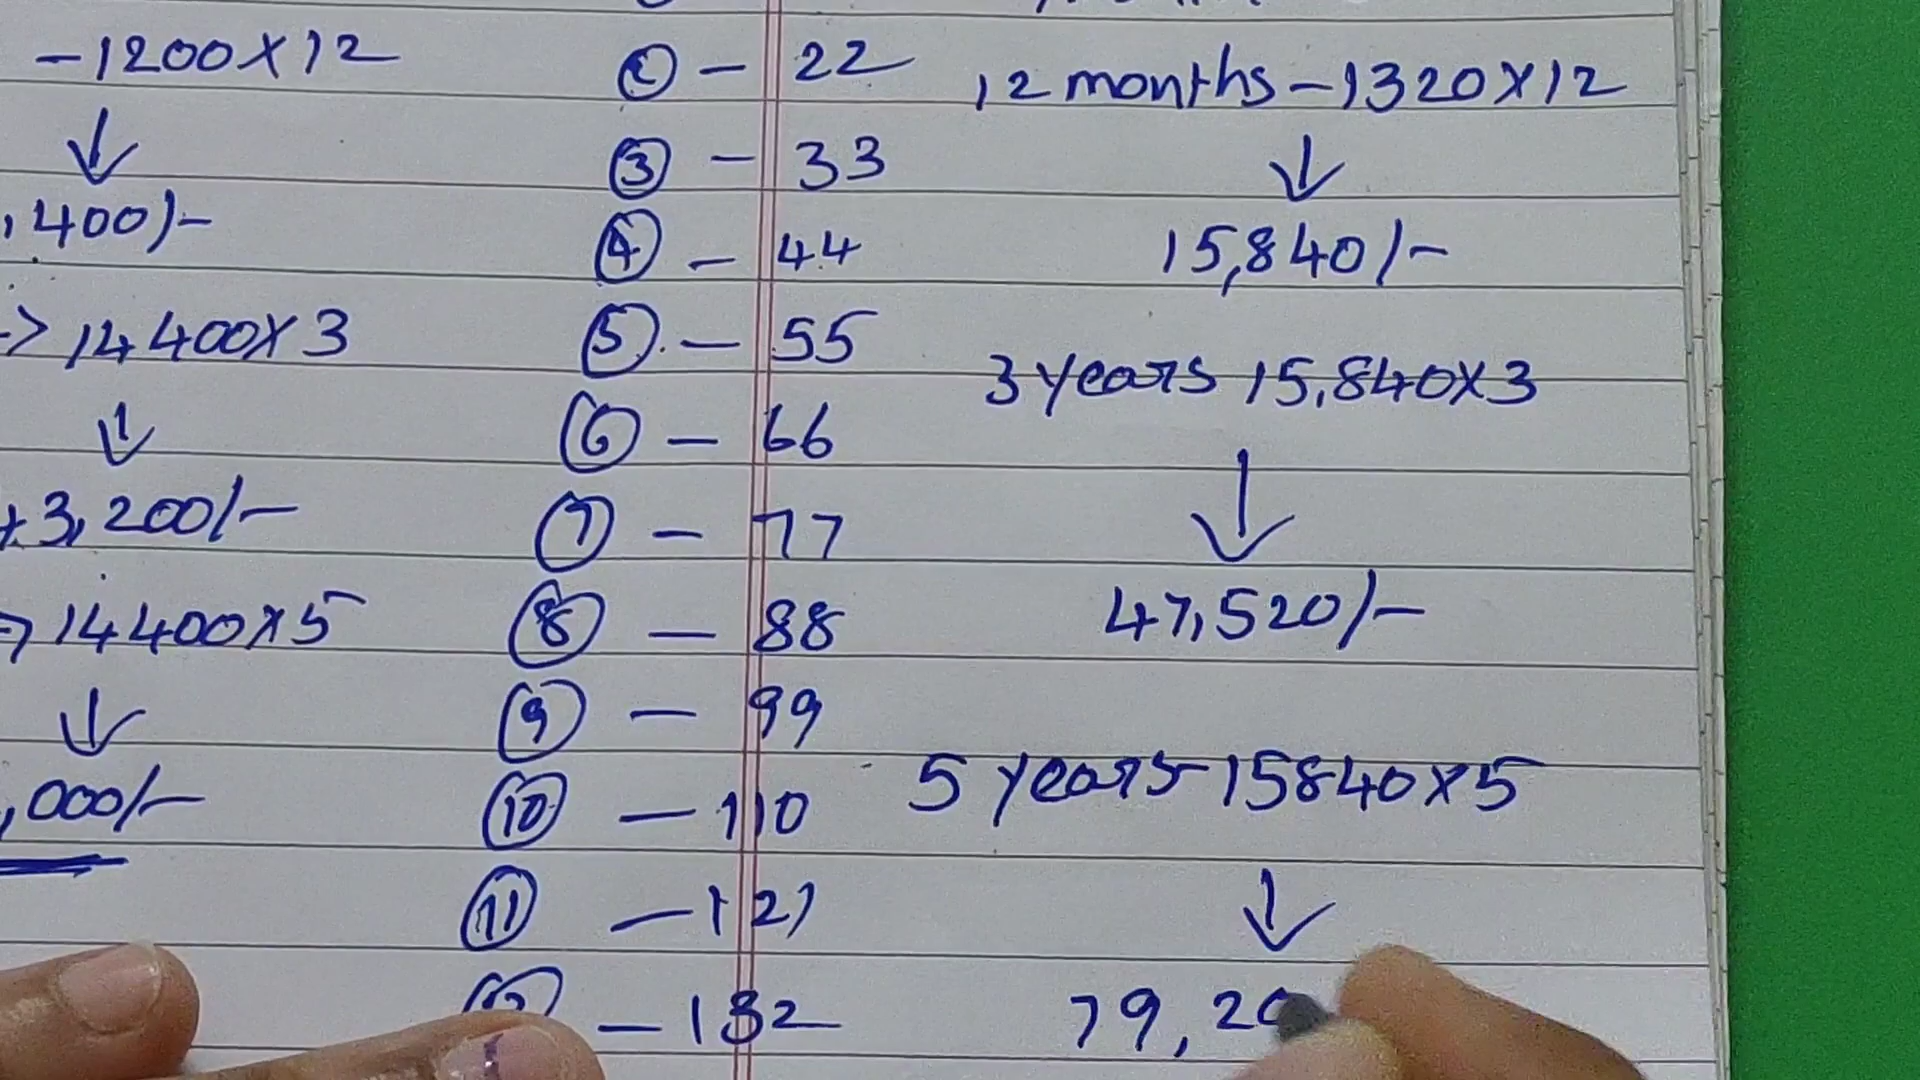 -1200X12
,400/-
-> 14400X3
3,200/-
14400X5
,000/-
② - 22
③ - 33
④ - 44
⑤ - 55
⑥ - 66
⑦ - 77
⑧ - 88
⑨ - 99
⑩ - 110
⑪ - 121
- 132
12 months - 1320X12
15,840/-
3 years 15,840X3
47,520/-
5 years - 15840X5
79,20